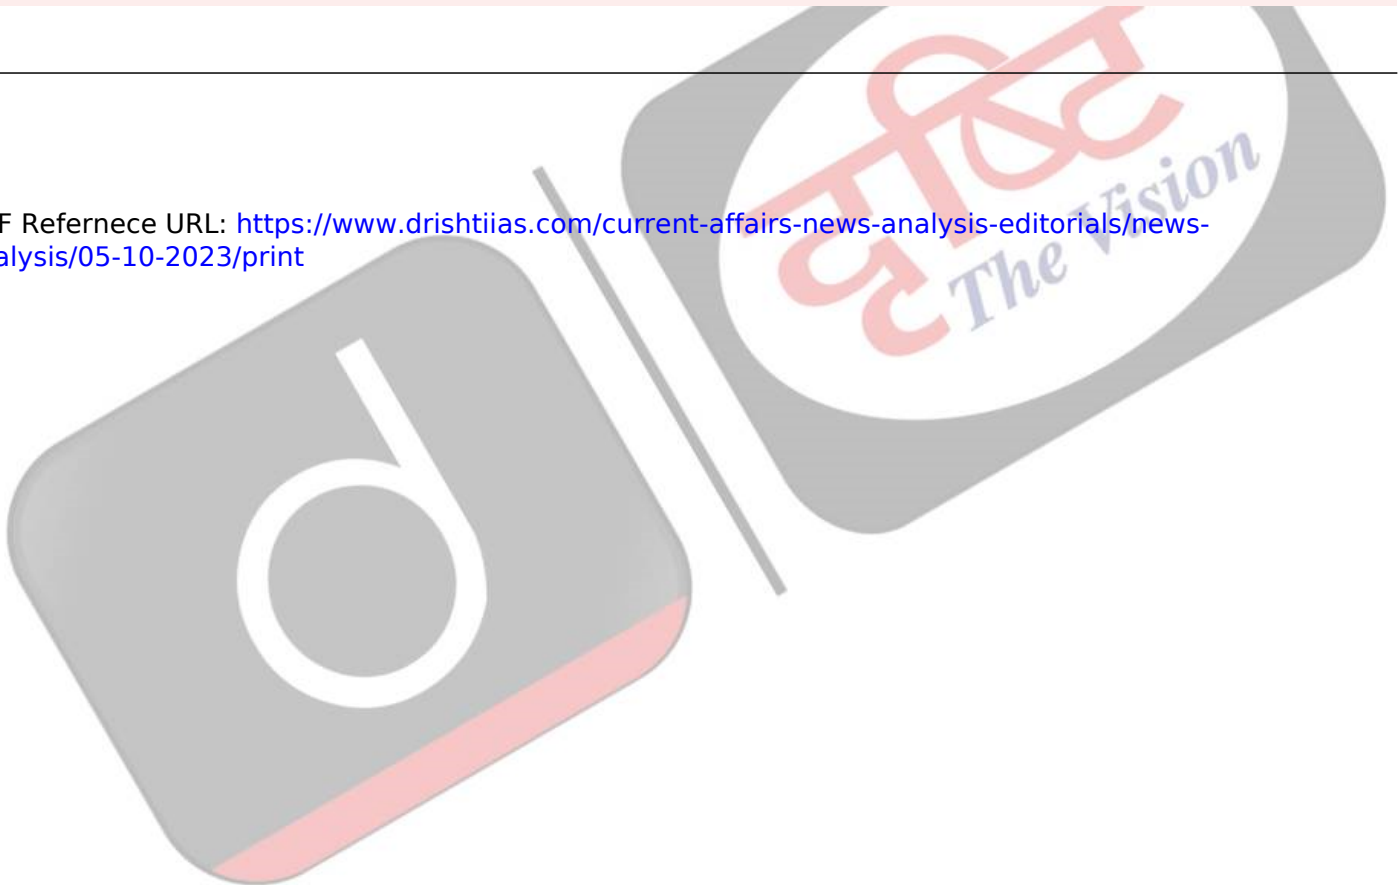 दृष्टि
The Vision
F Refernece URL: https://www.drishtiias.com/current-affairs-news-analysis-editorials/news-
alysis/05-10-2023/print
d